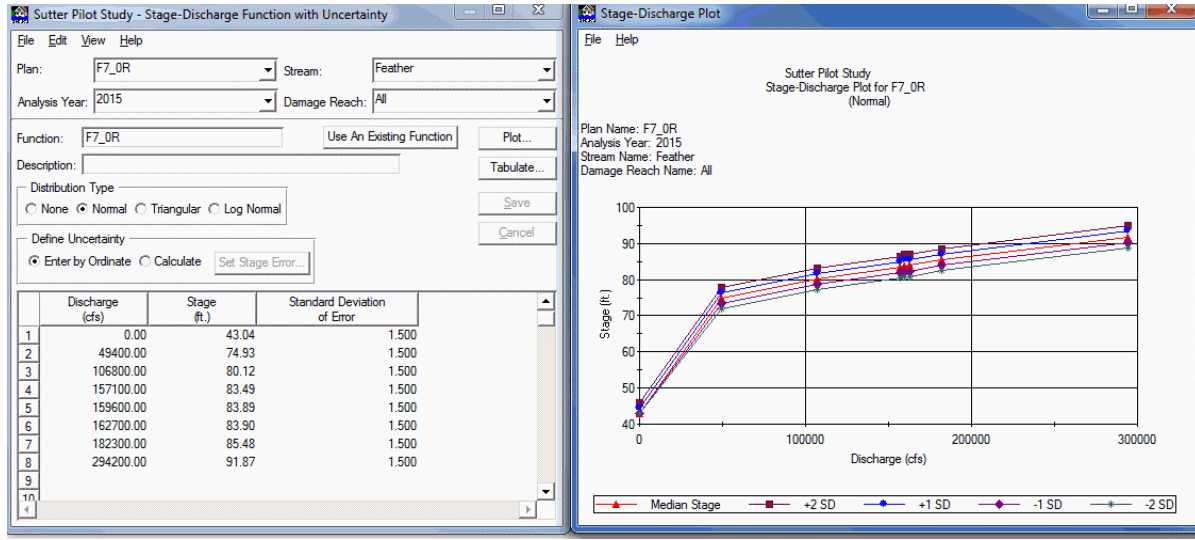 Sutter Pilot Study - Stage-Discharge Function with Uncertainty
File Edit View Help
Plan: F7_0R Stream: Feather
Analysis Year: 2015 Damage Reach: All
Function: F7_0R Use An Existing Function Plot...
Description: Tabulate...
Distribution Type
None Normal Triangular Log Normal Save
Define Uncertainty Cancel
Enter by Ordinate Calculate Set Stage Error...
Discharge (cfs) Stage (ft.) Standard Deviation of Error
1 0.00 43.04 1.500
2 49400.00 74.93 1.500
3 106800.00 80.12 1.500
4 157100.00 83.49 1.500
5 159600.00 83.89 1.500
6 162700.00 83.90 1.500
7 182300.00 85.48 1.500
8 294200.00 91.87 1.500
9
10
Stage-Discharge Plot
File Help
Sutter Pilot Study
Stage-Discharge Plot for F7_0R
(Normal)
Plan Name: F7_0R
Analysis Year: 2015
Stream Name: Feather
Damage Reach Name: All
Stage (ft.)
100
90
80
70
60
50
40
0 100000 200000 300000
Discharge (cfs)
Median Stage +2 SD +1 SD -1 SD -2 SD